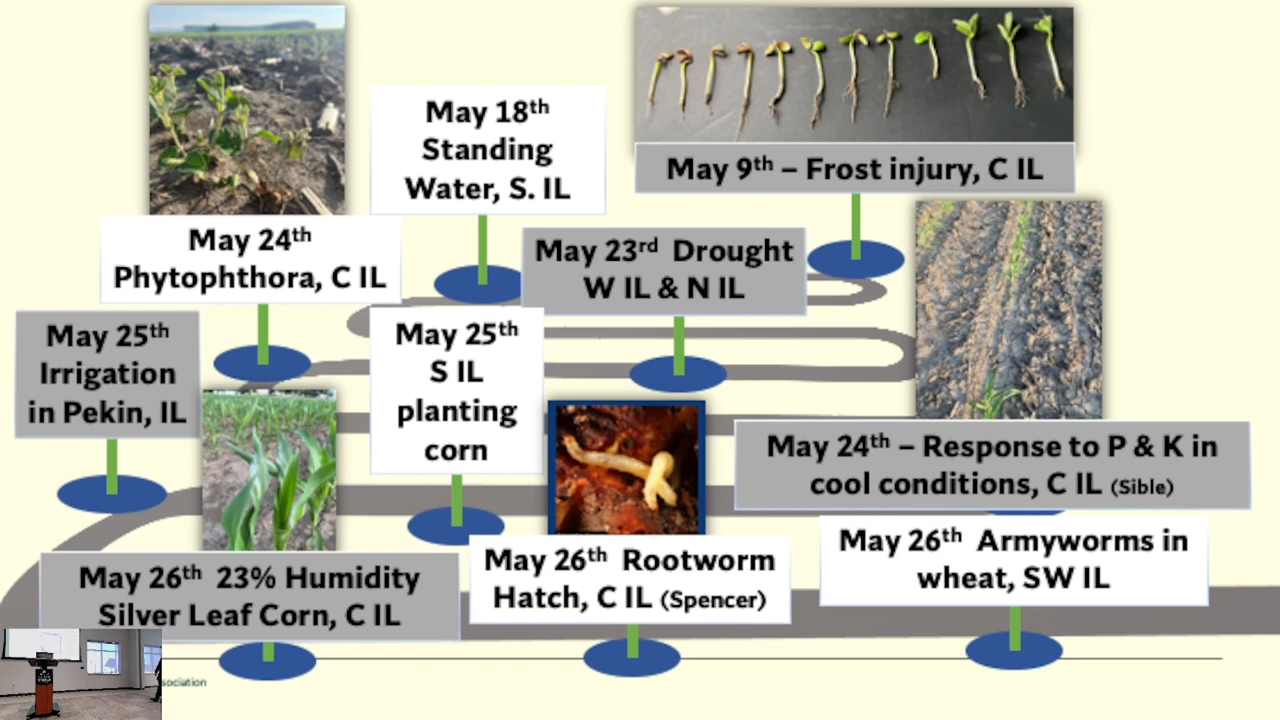 May 18th
Standing
Water, S. IL
May 9th – Frost injury, C IL
May 24th
Phytophthora, C IL
May 23rd Drought
W IL & N IL
May 25th
Irrigation
in Pekin, IL
May 25th
S IL
planting
corn
May 24th – Response to P & K in
cool conditions, C IL (Sible)
May 26th 23% Humidity
Silver Leaf Corn, C IL
May 26th Rootworm
Hatch, C IL (Spencer)
May 26th Armyworms in
wheat, SW IL